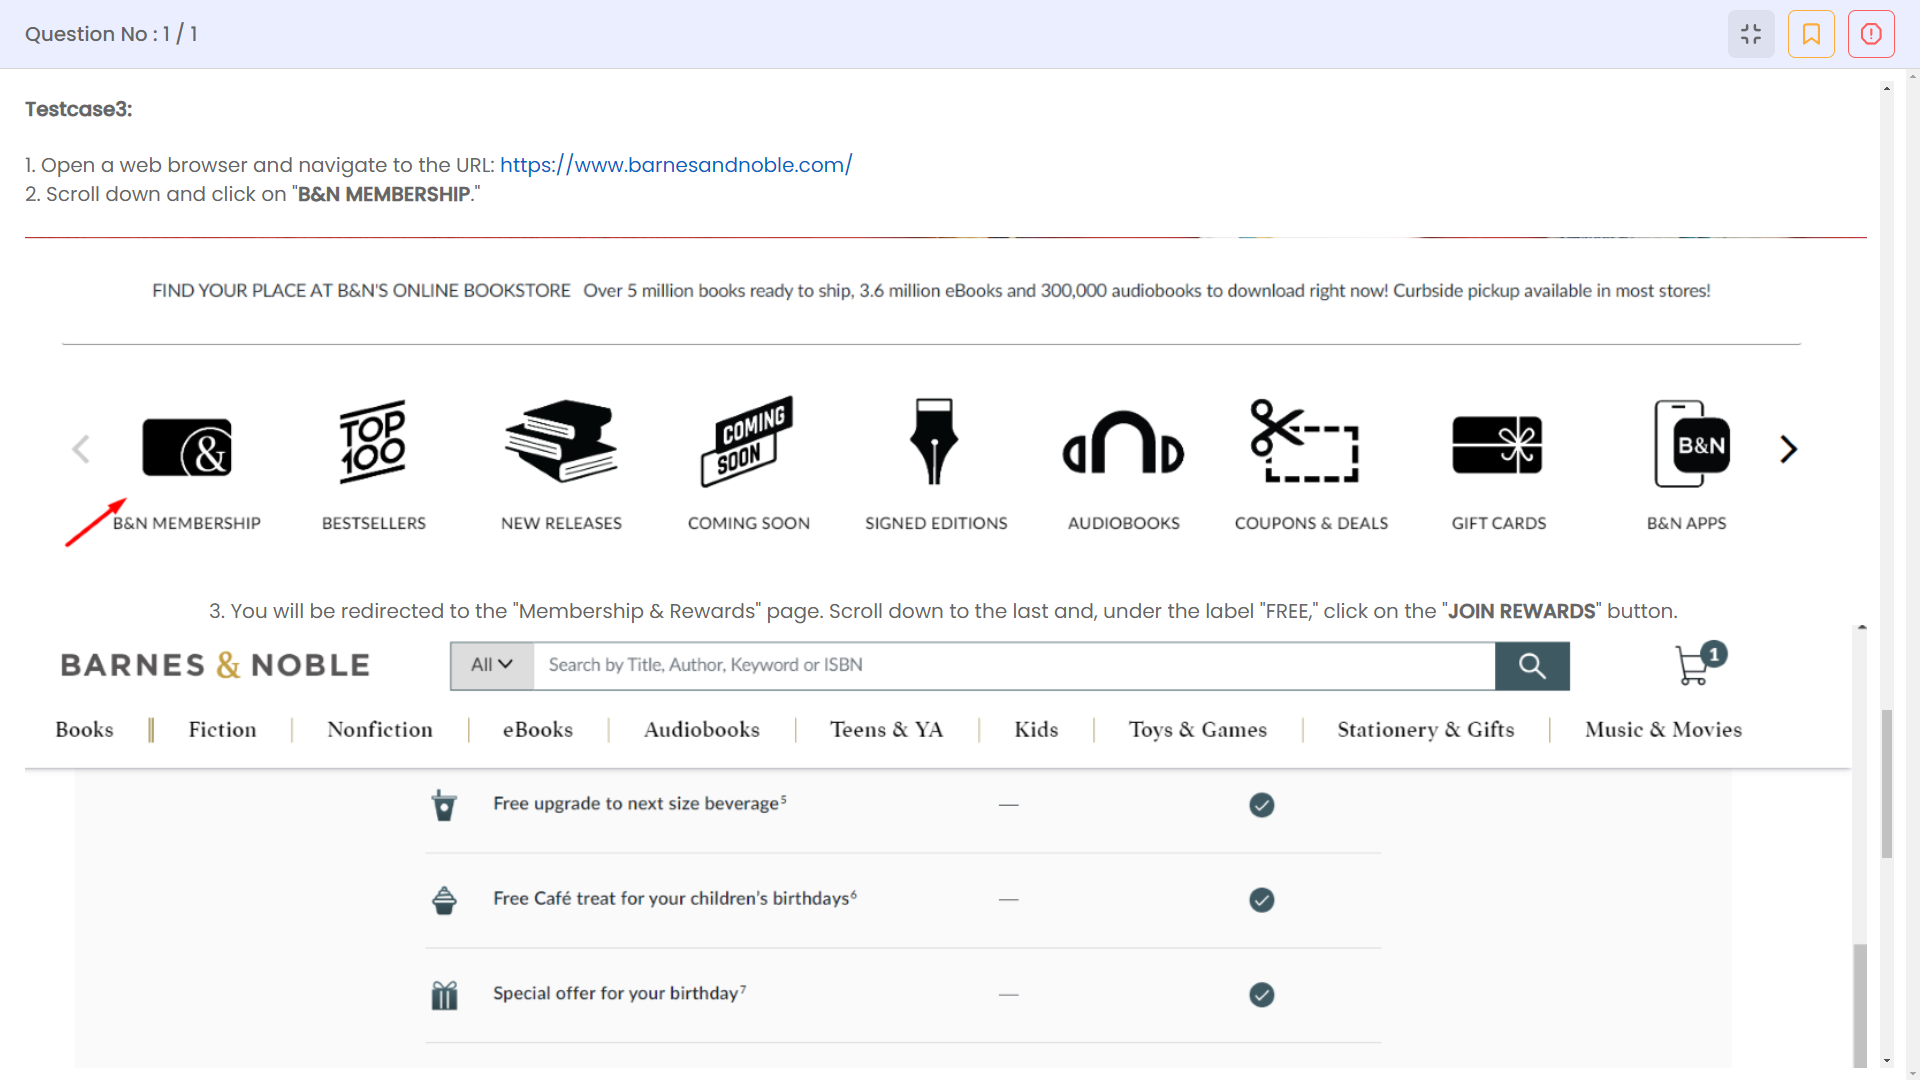 Question No : 1 / 1
Testcase3:
1. Open a web browser and navigate to the URL: https://www.barnesandnoble.com/
2. Scroll down and click on "B&N MEMBERSHIP."
FIND YOUR PLACE AT B&N'S ONLINE BOOKSTORE Over 5 million books ready to ship, 3.6 million eBooks and 300,000 audiobooks to download right now! Curbside pickup available in most stores!
&
TOP 100
COMING SOON
B&N
B&N MEMBERSHIP BESTSELLERS NEW RELEASES COMING SOON SIGNED EDITIONS AUDIOBOOKS COUPONS & DEALS GIFT CARDS B&N APPS
3. You will be redirected to the "Membership & Rewards" page. Scroll down to the last and, under the label "FREE," click on the "JOIN REWARDS" button.
BARNES & NOBLE All Search by Title, Author, Keyword or ISBN 1
Books Fiction Nonfiction eBooks Audiobooks Teens & YA Kids Toys & Games Stationery & Gifts Music & Movies
Free upgrade to next size beverage⁵ —
Free Café treat for your children's birthdays⁶ —
Special offer for your birthday⁷ —